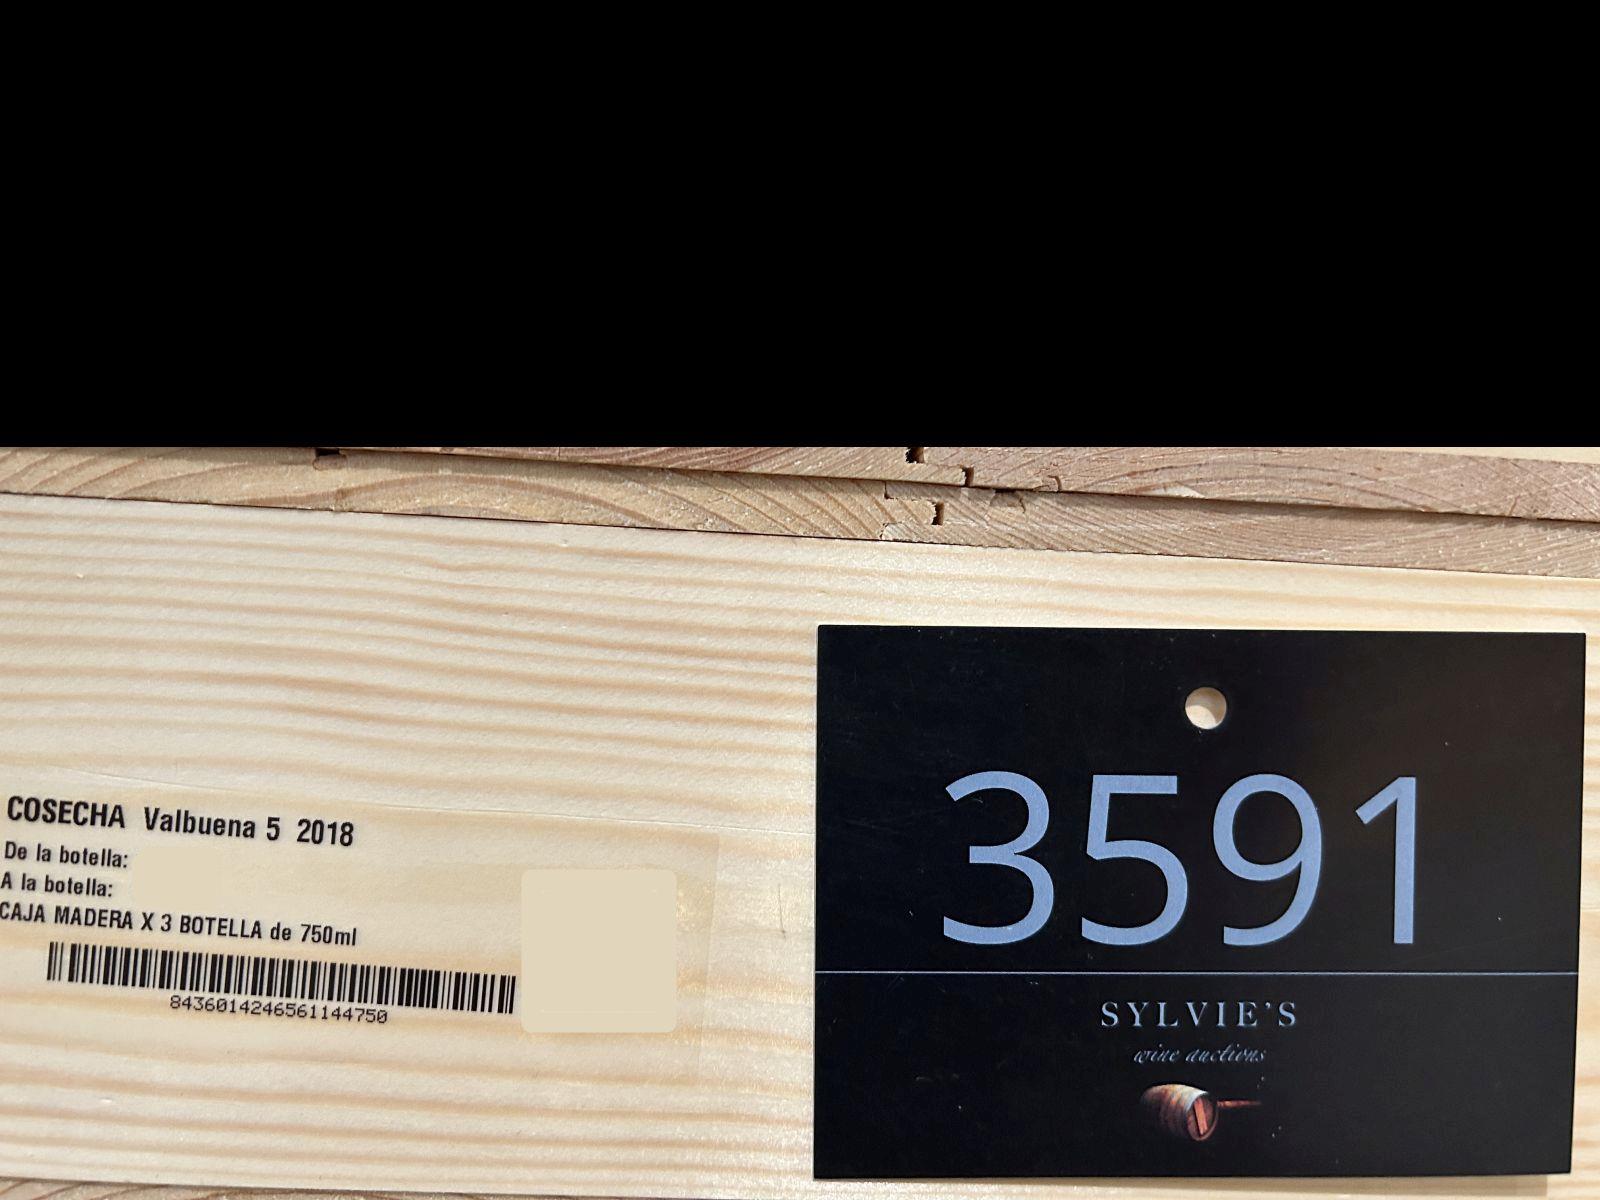 COSECHA Valbuena 5 2018
De la botella:
A la botella:
CAJA MADERA X 3 BOTELLA de 750ml
8436014246561144750
3591
SYLVIE'S
wine auctions